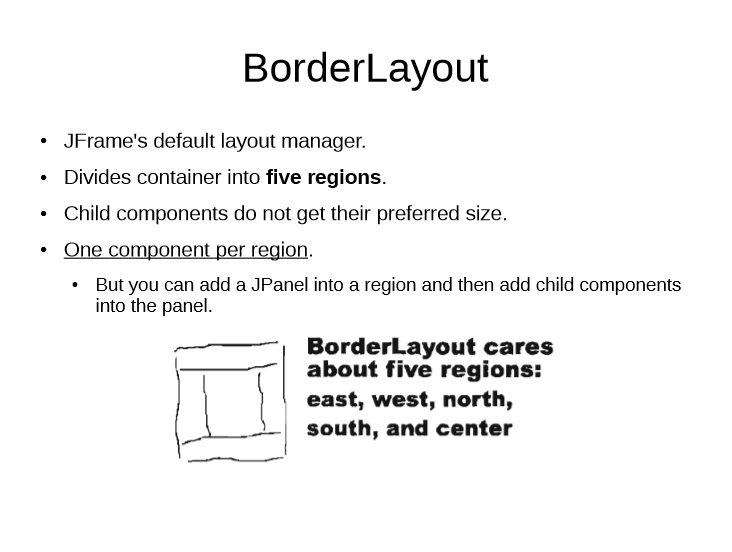 BorderLayout
• JFrame's default layout manager.
• Divides container into five regions.
• Child components do not get their preferred size.
• One component per region.
• But you can add a JPanel into a region and then add child components
into the panel.
BorderLayout cares
about five regions:
east, west, north,
south, and center